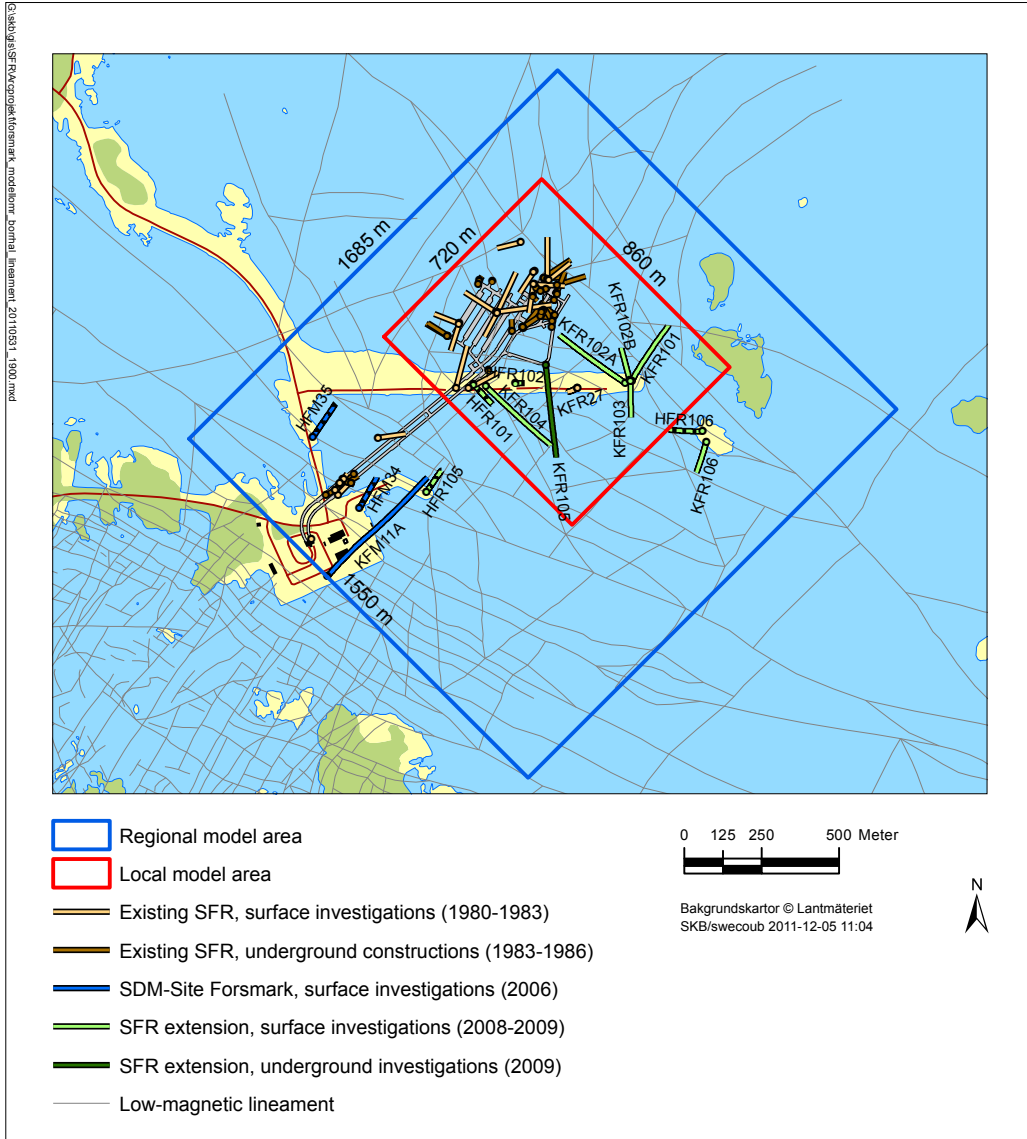 G:\skb\gis\SFR\Arcprojekt\forsmark_modellomr_borrnal_lineament_20110531_1900.mxd
1685 m
720 m
860 m
KFR102B
KFR102A
KFR101
HFR102
KFR27
KFR104
HFR101
KFR103
HFR106
KFR106
KFR105
HFM35
HFM34
HFR105
KFM11A
1550 m
Regional model area
Local model area
Existing SFR, surface investigations (1980-1983)
Existing SFR, underground constructions (1983-1986)
SDM-Site Forsmark, surface investigations (2006)
SFR extension, surface investigations (2008-2009)
SFR extension, underground investigations (2009)
Low-magnetic lineament
0 125 250 500 Meter
Bakgrundskartor © Lantmäteriet
SKB/swecoub 2011-12-05 11:04
N